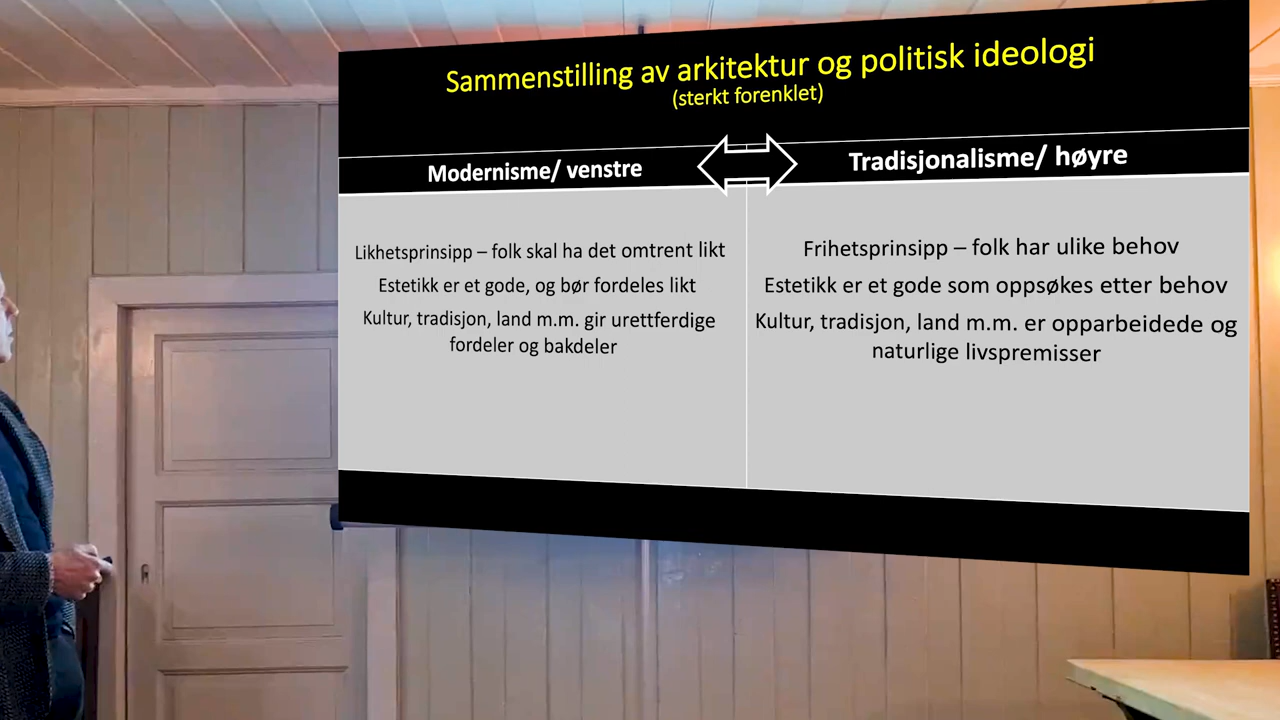 Sammenstilling av arkitektur og politisk ideologi
(sterkt forenklet)
Modernisme/ venstre
Tradisjonalisme/ høyre
Likhetsprinsipp – folk skal ha det omtrent likt
Estetikk er et gode, og bør fordeles likt
Kultur, tradisjon, land m.m. gir urettferdige
fordeler og bakdeler
Frihetsprinsipp – folk har ulike behov
Estetikk er et gode som oppsøkes etter behov
Kultur, tradisjon, land m.m. er opparbeidede og
naturlige livspremisser